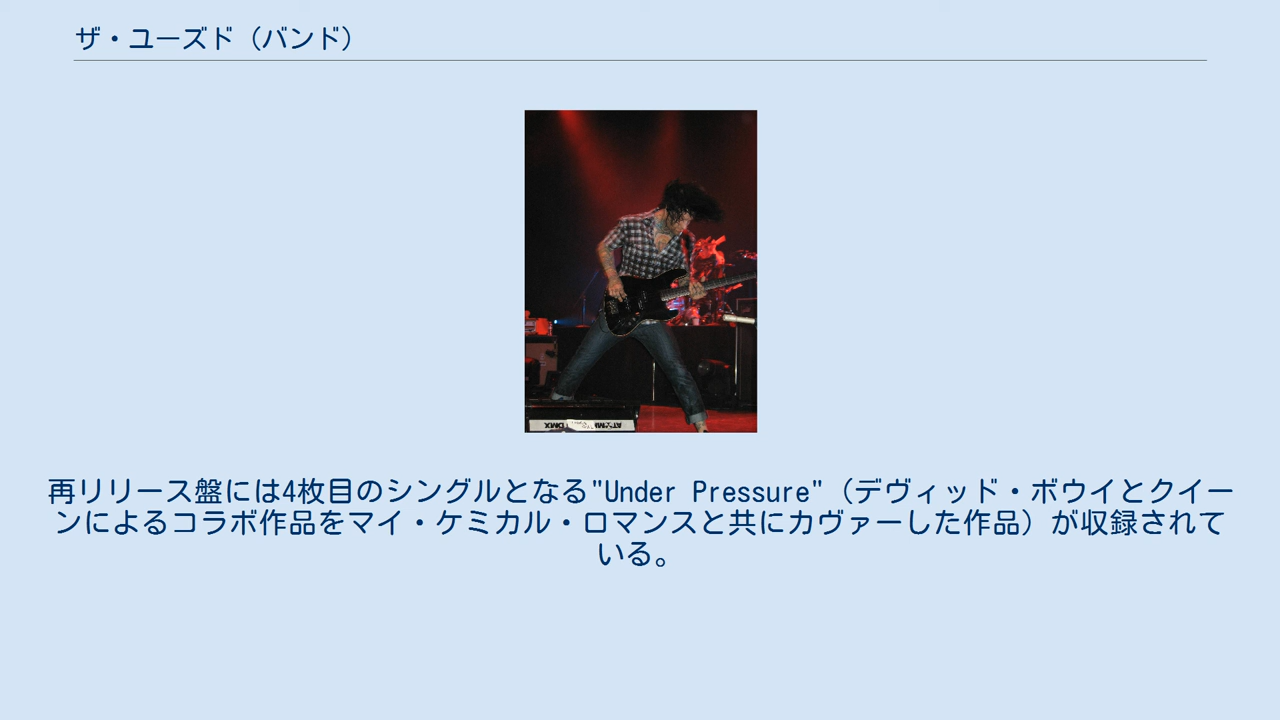 ザ・ユーズド（バンド）
再リリース盤には4枚目のシングルとなる"Under Pressure"（デヴィッド・ボウイとクイー
ンによるコラボ作品をマイ・ケミカル・ロマンスと共にカヴァーした作品）が収録されて
いる。